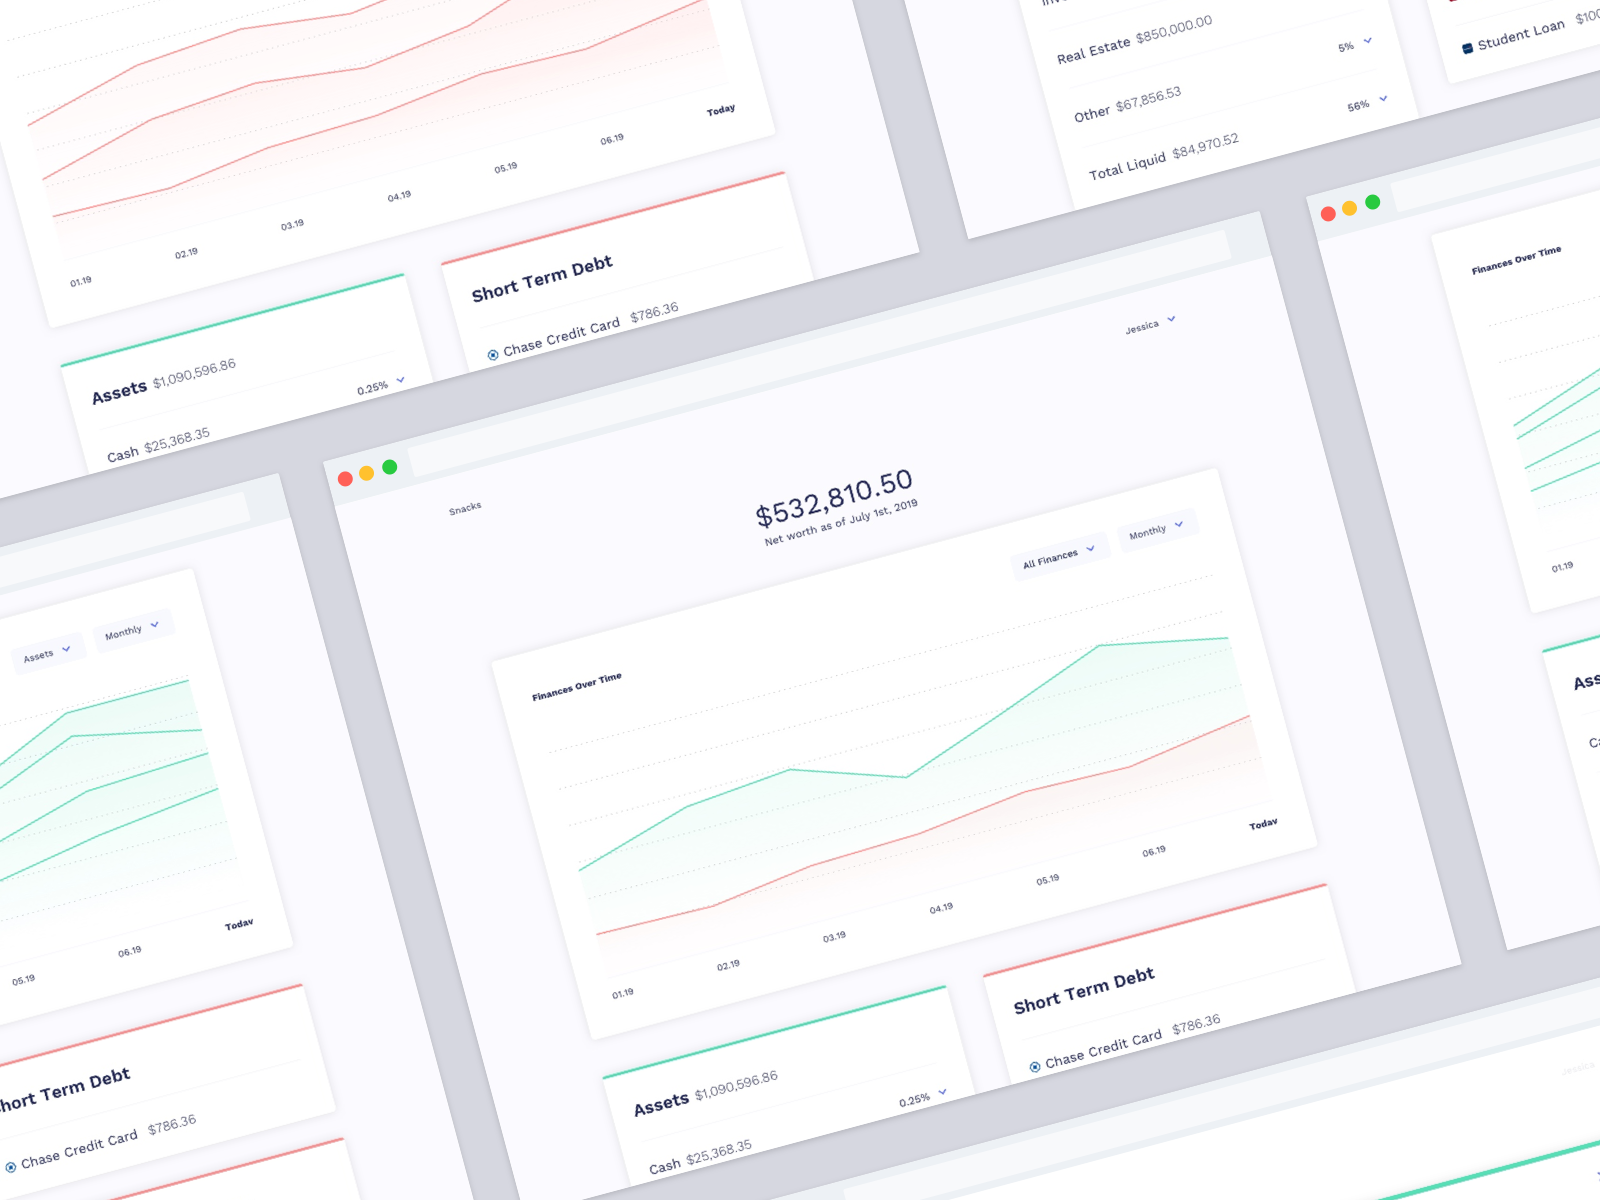 01.19
02.19
03.19
04.19
05.19
06.19
Today
Assets $1,090,596.86
0.25%
Cash $25,368.35
Short Term Debt
Chase Credit Card $786.36
Real Estate $850,000.00
5%
Other $67,856.53
56%
Total Liquid $84,970.52
Student Loan
Assets
Monthly
05.19
06.19
Today
Short Term Debt
Chase Credit Card $786.36
Snacks
Jessica
$532,810.50
Net worth as of July 1st, 2019
All Finances
Monthly
Finances Over Time
01.19
02.19
03.19
04.19
05.19
06.19
Today
Assets $1,090,596.86
0.25%
Cash $25,368.35
Short Term Debt
Chase Credit Card $786.36
Finances Over Time
01.19
Jessica